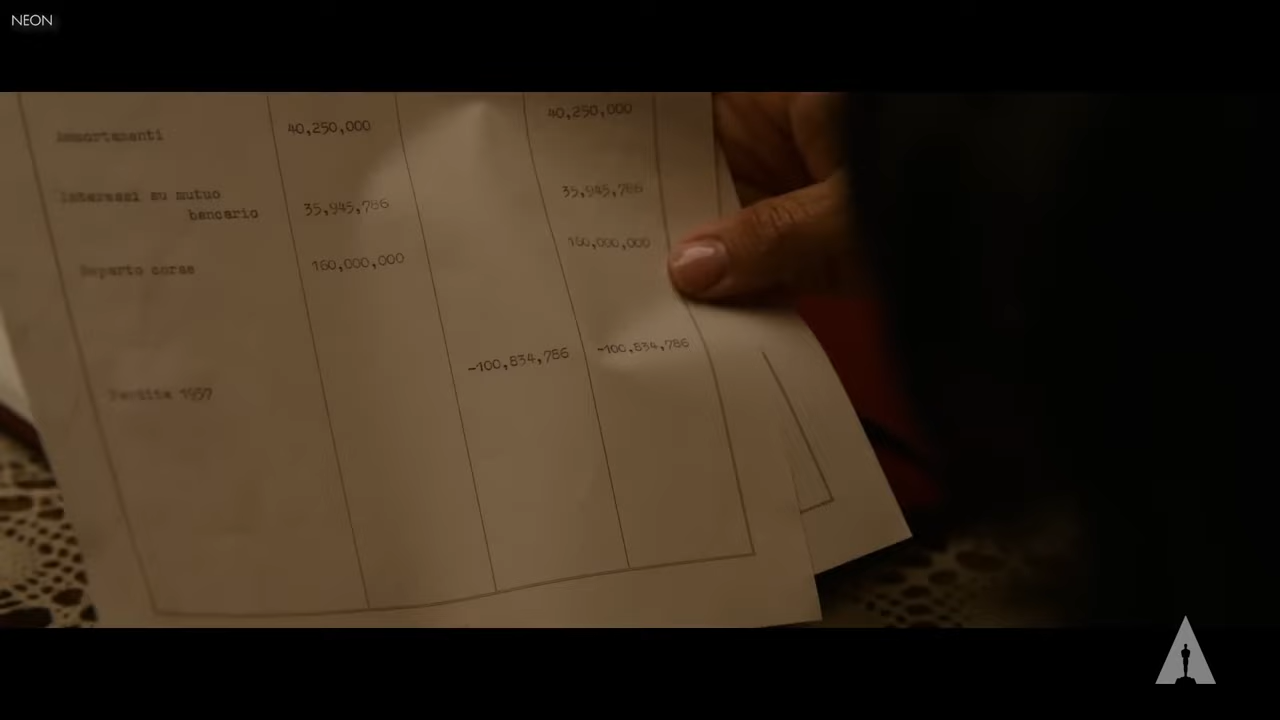 NEON
40,250,000
Ammortamenti 40,250,000
35,945,786
Interessi su mutuo
bancario 35,945,786
160,000,000
Reparto corse 160,000,000
-100,834,786 -100,834,786
Perdita 1957